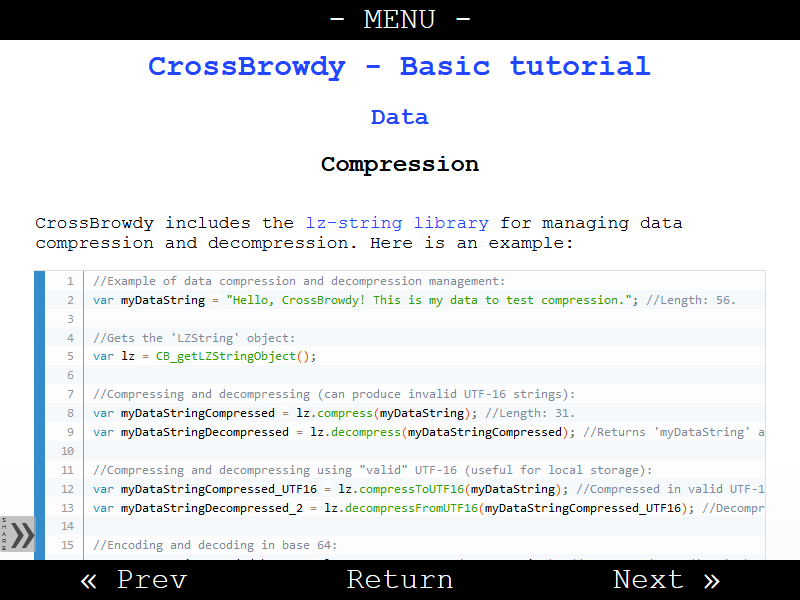 - MENU -
CrossBrowdy - Basic tutorial
Data
Compression
CrossBrowdy includes the lz-string library for managing data
compression and decompression. Here is an example:
1 //Example of data compression and decompression management:
2 var myDataString = "Hello, CrossBrowdy! This is my data to test compression."; //Length: 56.
3
4 //Gets the 'LZString' object:
5 var lz = CB_getLZStringObject();
6
7 //Compressing and decompressing (can produce invalid UTF-16 strings):
8 var myDataStringCompressed = lz.compress(myDataString); //Length: 31.
9 var myDataStringDecompressed = lz.decompress(myDataStringCompressed); //Returns 'myDataString' a
10
11 //Compressing and decompressing using "valid" UTF-16 (useful for local storage):
12 var myDataStringCompressed_UTF16 = lz.compressToUTF16(myDataString); //Compressed in valid UTF-1
13 var myDataStringDecompressed_2 = lz.decompressFromUTF16(myDataStringCompressed_UTF16); //Decompr
14
15 //Encoding and decoding in base 64:
SHARE »
« Prev Return Next »